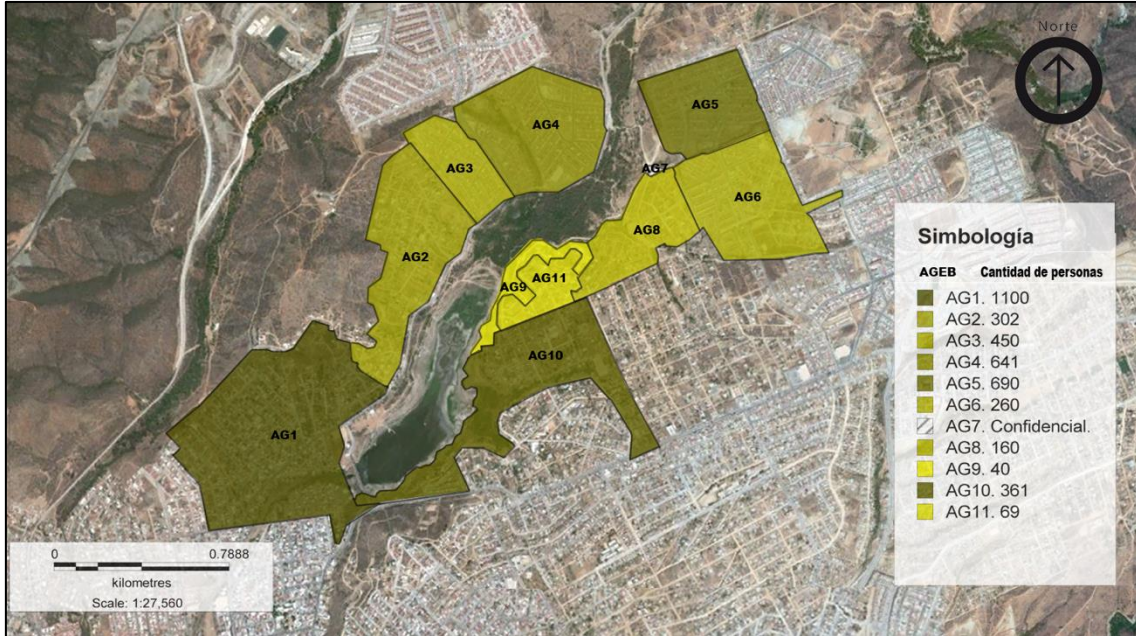 Norte
AG5
AG4
AG3
AG7
AG6
AG8
AG2
AG11
AG9
AG10
AG1
Simbología
AGEB Cantidad de personas
AG1. 1100
AG2. 302
AG3. 450
AG4. 641
AG5. 690
AG6. 260
AG7. Confidencial.
AG8. 160
AG9. 40
AG10. 361
AG11. 69
0 0.7888
kilometres
Scale: 1:27,560